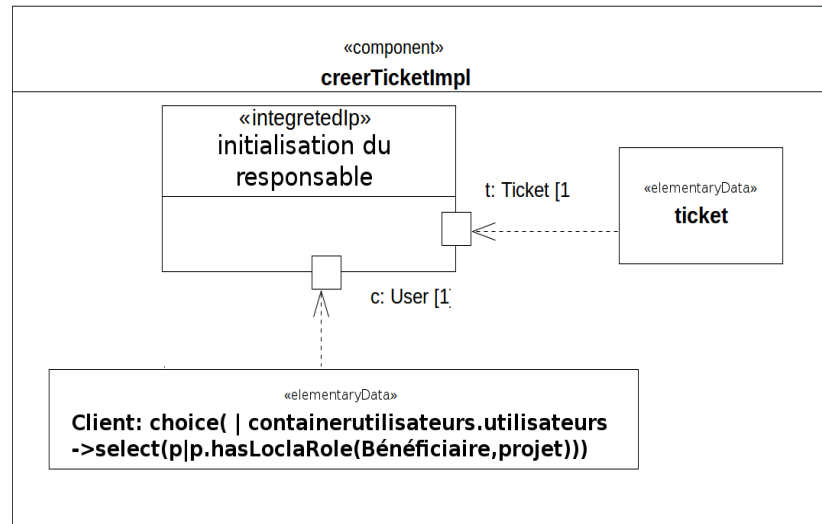 «component»
creerTicketImpl
«integretedIp»
initialisation du
responsable
t: Ticket [1
«elementaryData»
ticket
c: User [1]
«elementaryData»
Client: choice( | containerutilisateurs.utilisateurs
->select(p|p.hasLoclaRole(Bénéficiaire,projet)))